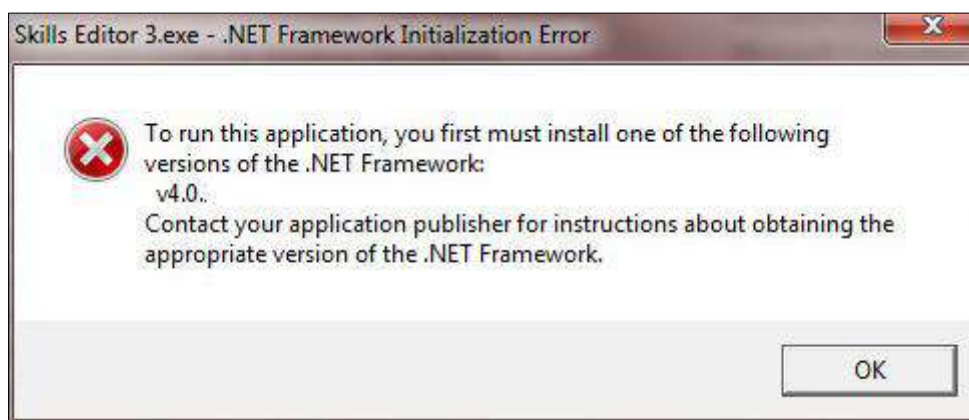 Skills Editor 3.exe - .NET Framework Initialization Error
To run this application, you first must install one of the following
versions of the .NET Framework:
v4.0..
Contact your application publisher for instructions about obtaining the
appropriate version of the .NET Framework.
OK